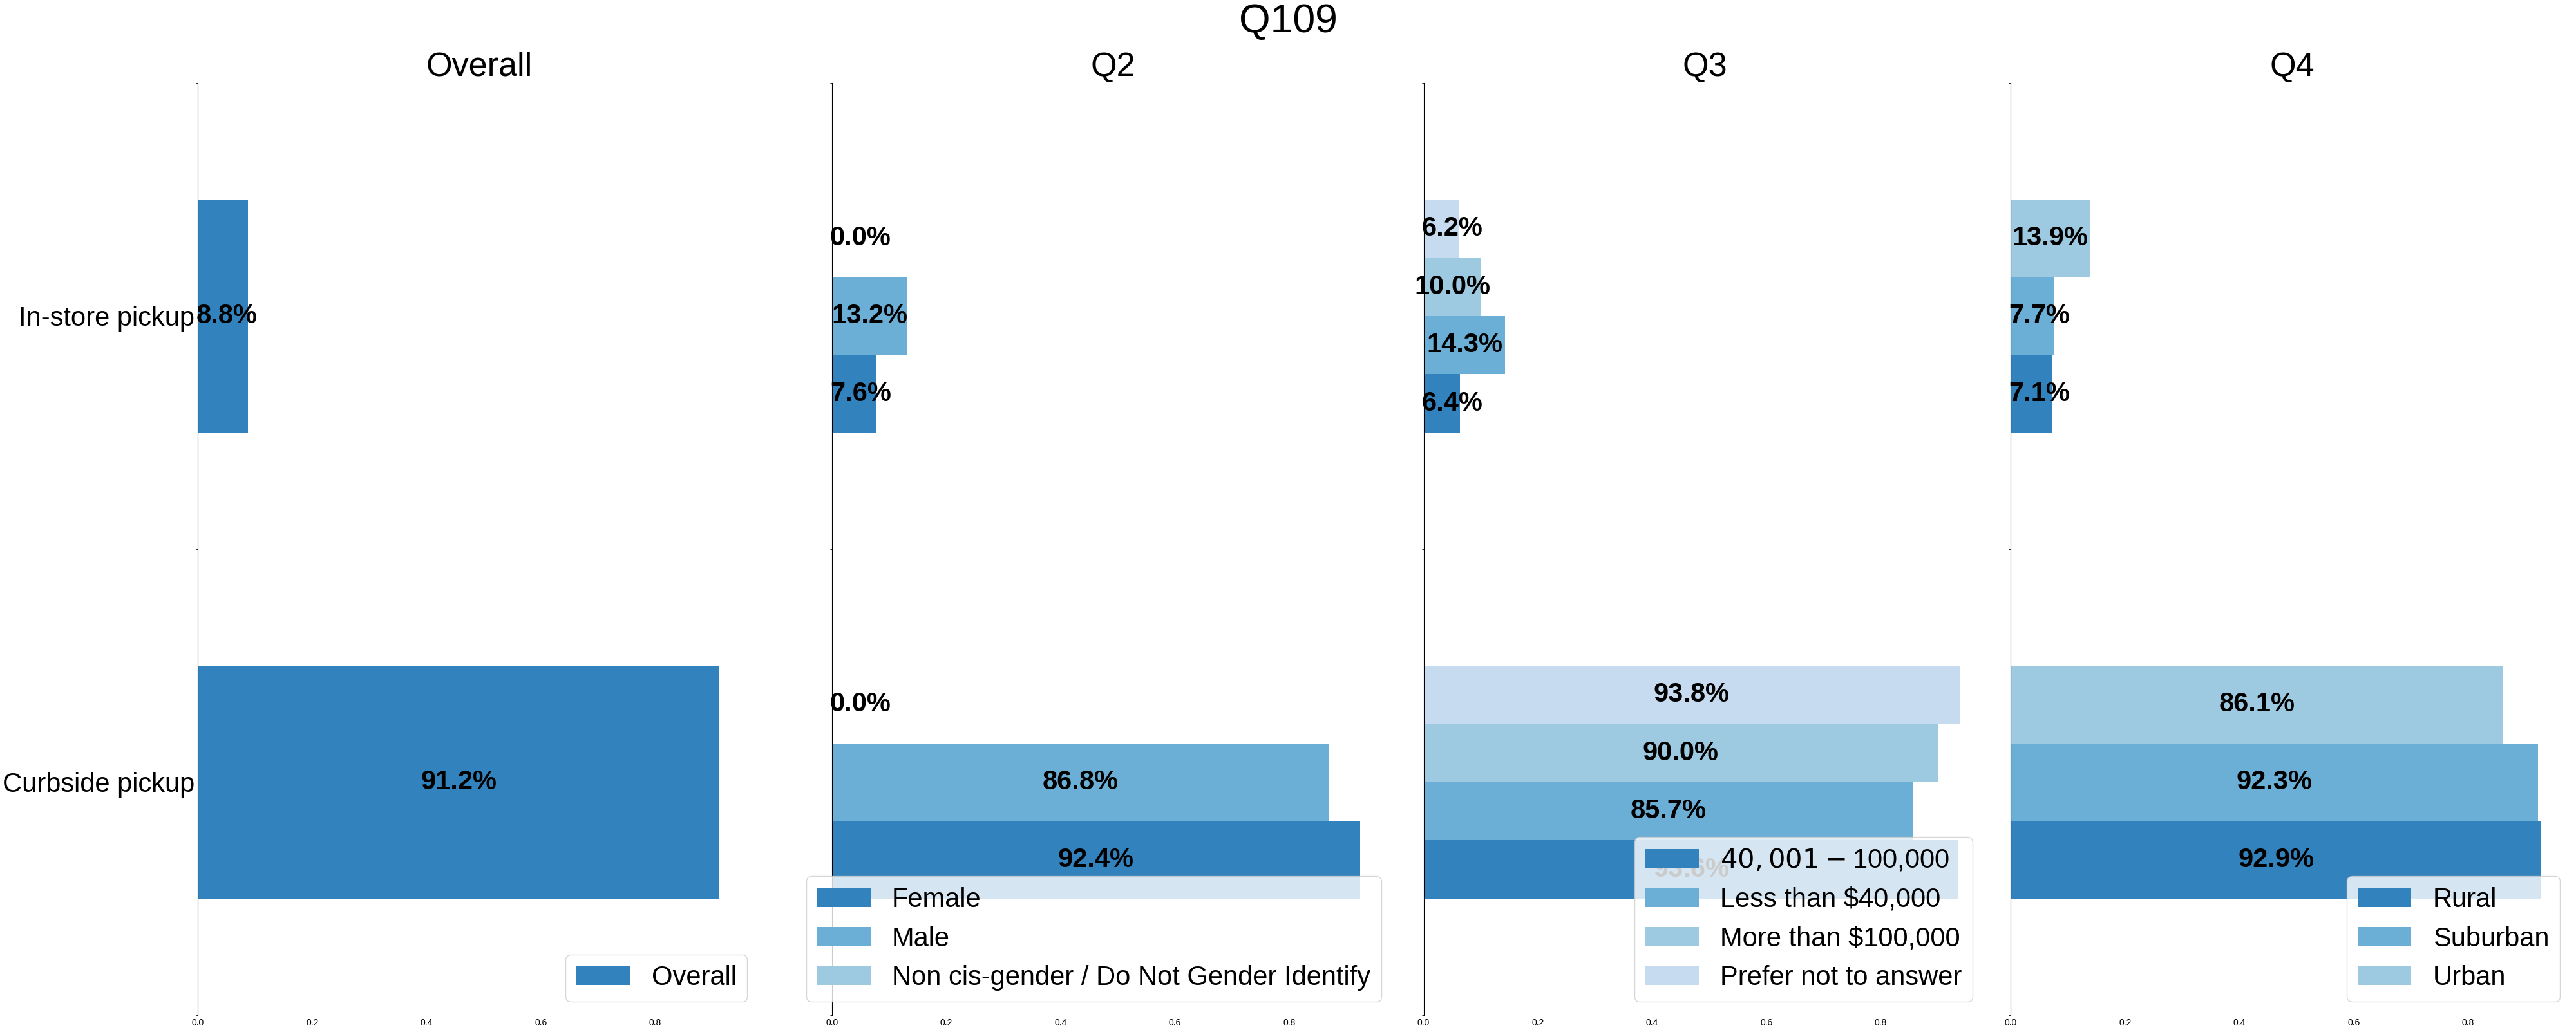 Q109
Overall
Q2
Q3
Q4
In-store pickup
8.8%
0.0%
13.2%
7.6%
6.2%
10.0%
14.3%
6.4%
13.9%
7.7%
7.1%
Curbside pickup
91.2%
0.0%
86.8%
92.4%
93.8%
90.0%
85.7%
93.6%
86.1%
92.3%
92.9%
Overall
Female
Male
Non cis-gender / Do Not Gender Identify
40,001 − 100,000
Less than $40,000
More than $100,000
Prefer not to answer
Rural
Suburban
Urban
0.0 0.2 0.4 0.6 0.8
0.0 0.2 0.4 0.6 0.8
0.0 0.2 0.4 0.6 0.8
0.0 0.2 0.4 0.6 0.8